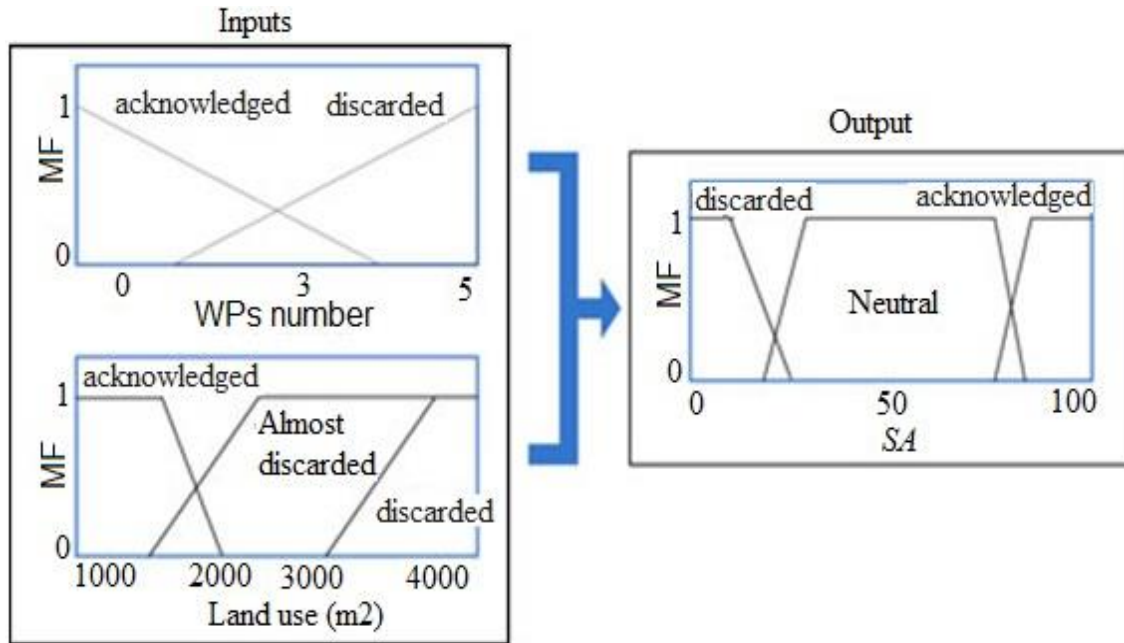 Inputs
acknowledged discarded
1
MF
0
0 3 5
WPs number
acknowledged
1
Almost
discarded
MF
discarded
0
1000 2000 3000 4000
Land use (m2)
Output
discarded acknowledged
1
MF
Neutral
0
0 50 100
SA